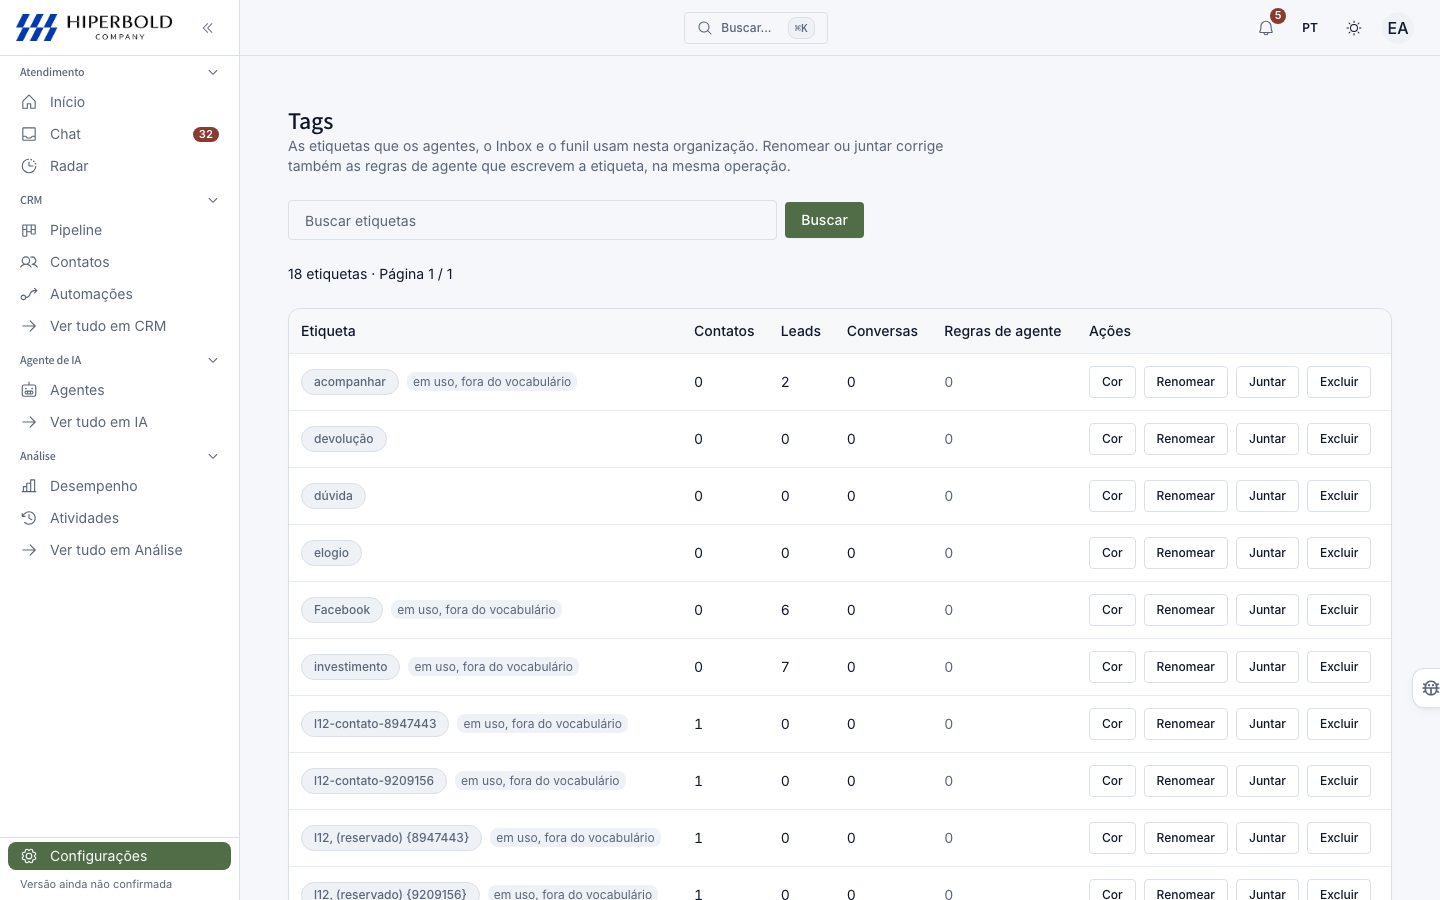 HIPERBOLD
COMPANY
Buscar...
⌘K
5
PT
EA
Atendimento
Início
Chat
32
Radar
CRM
Pipeline
Contatos
Automações
Ver tudo em CRM
Agente de IA
Agentes
Ver tudo em IA
Análise
Desempenho
Atividades
Ver tudo em Análise
Configurações
Versão ainda não confirmada
Tags
As etiquetas que os agentes, o Inbox e o funil usam nesta organização. Renomear ou juntar corrige
também as regras de agente que escrevem a etiqueta, na mesma operação.
Buscar etiquetas
Buscar
18 etiquetas · Página 1 / 1
Etiqueta Contatos Leads Conversas Regras de agente Ações
acompanhar em uso, fora do vocabulário 0 2 0 0 Cor Renomear Juntar Excluir
devolução 0 0 0 0 Cor Renomear Juntar Excluir
dúvida 0 0 0 0 Cor Renomear Juntar Excluir
elogio 0 0 0 0 Cor Renomear Juntar Excluir
Facebook em uso, fora do vocabulário 0 6 0 0 Cor Renomear Juntar Excluir
investimento em uso, fora do vocabulário 0 7 0 0 Cor Renomear Juntar Excluir
l12-contato-8947443 em uso, fora do vocabulário 1 0 0 0 Cor Renomear Juntar Excluir
l12-contato-9209156 em uso, fora do vocabulário 1 0 0 0 Cor Renomear Juntar Excluir
l12, (reservado) {8947443} em uso, fora do vocabulário 1 0 0 0 Cor Renomear Juntar Excluir
l12, (reservado) {9209156} em uso, fora do vocabulário 1 0 0 0 Cor Renomear Juntar Excluir